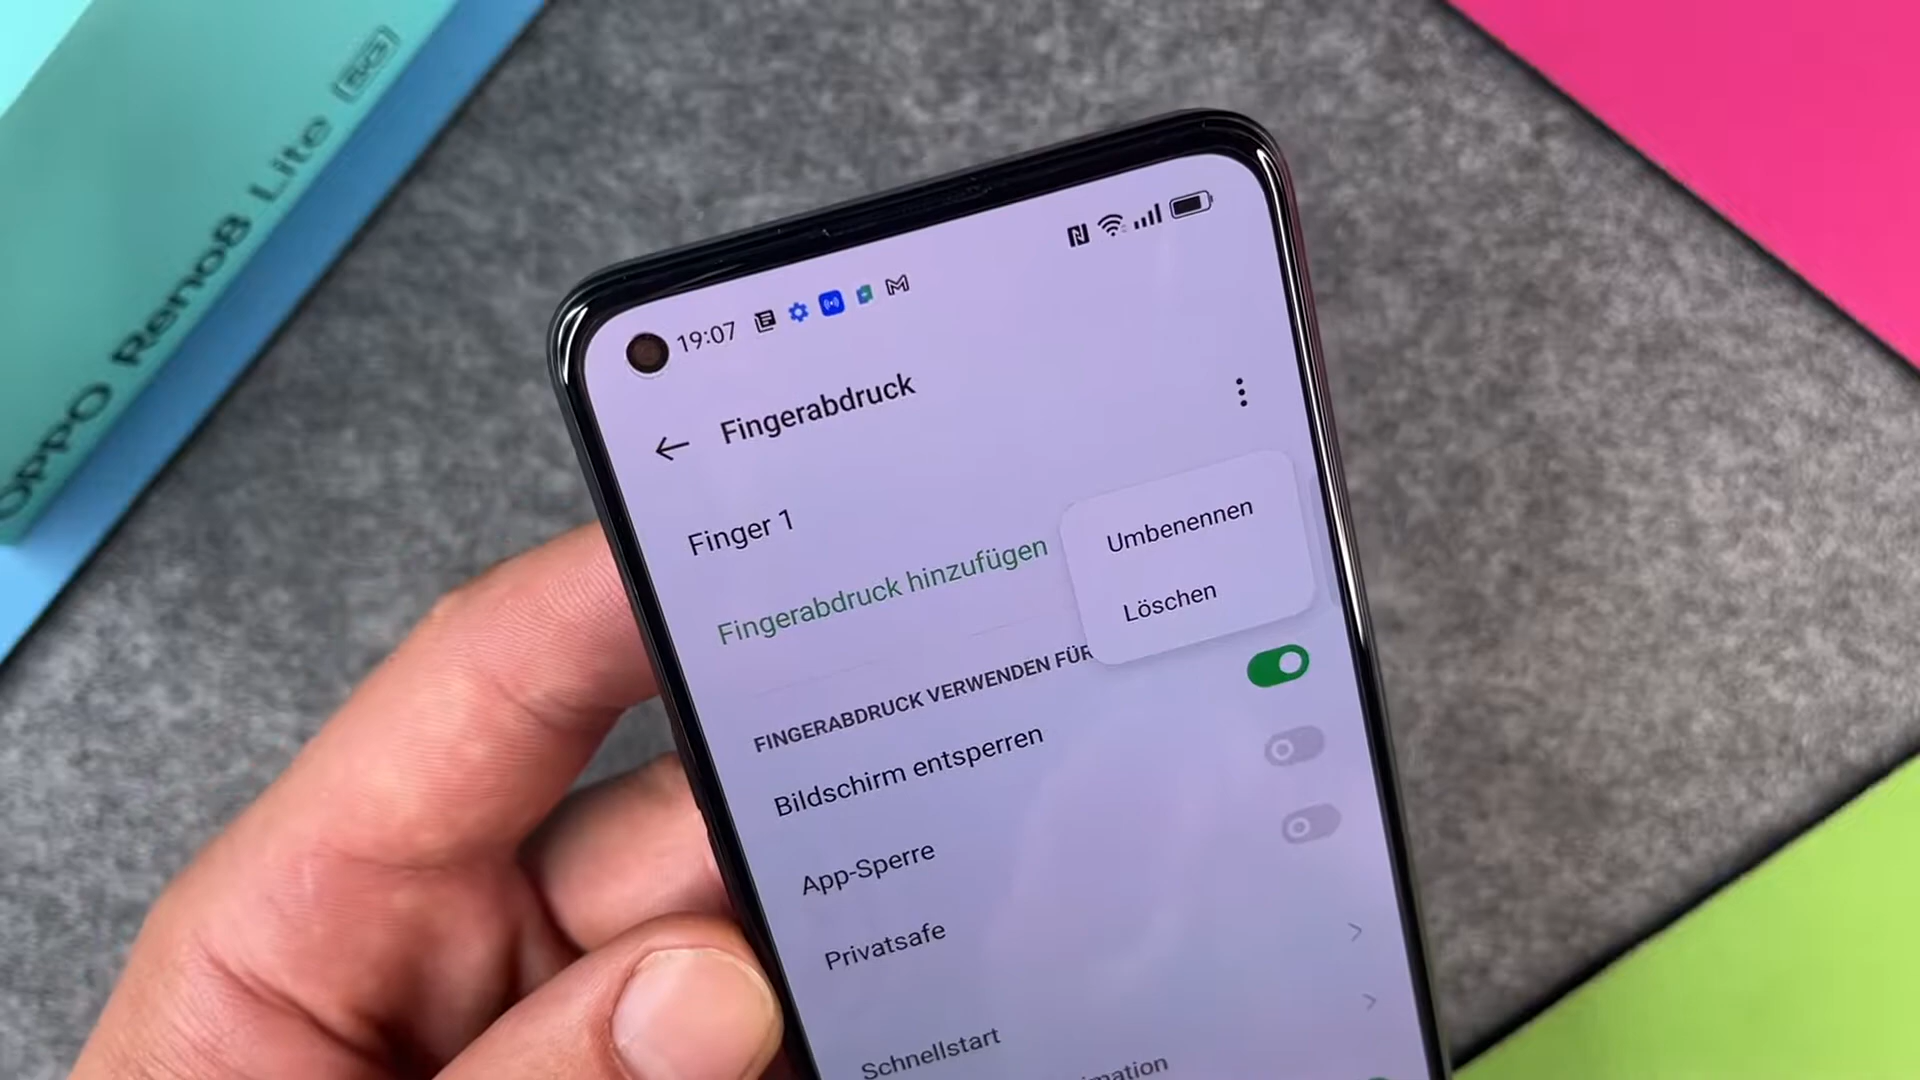 OPPO Reno8 Lite 5G
19:07
Fingerabdruck
Finger 1
Fingerabdruck hinzufügen
Umbenennen
Löschen
FINGERABDRUCK VERWENDEN FÜR
Bildschirm entsperren
App-Sperre
Privatsafe
Schnellstart